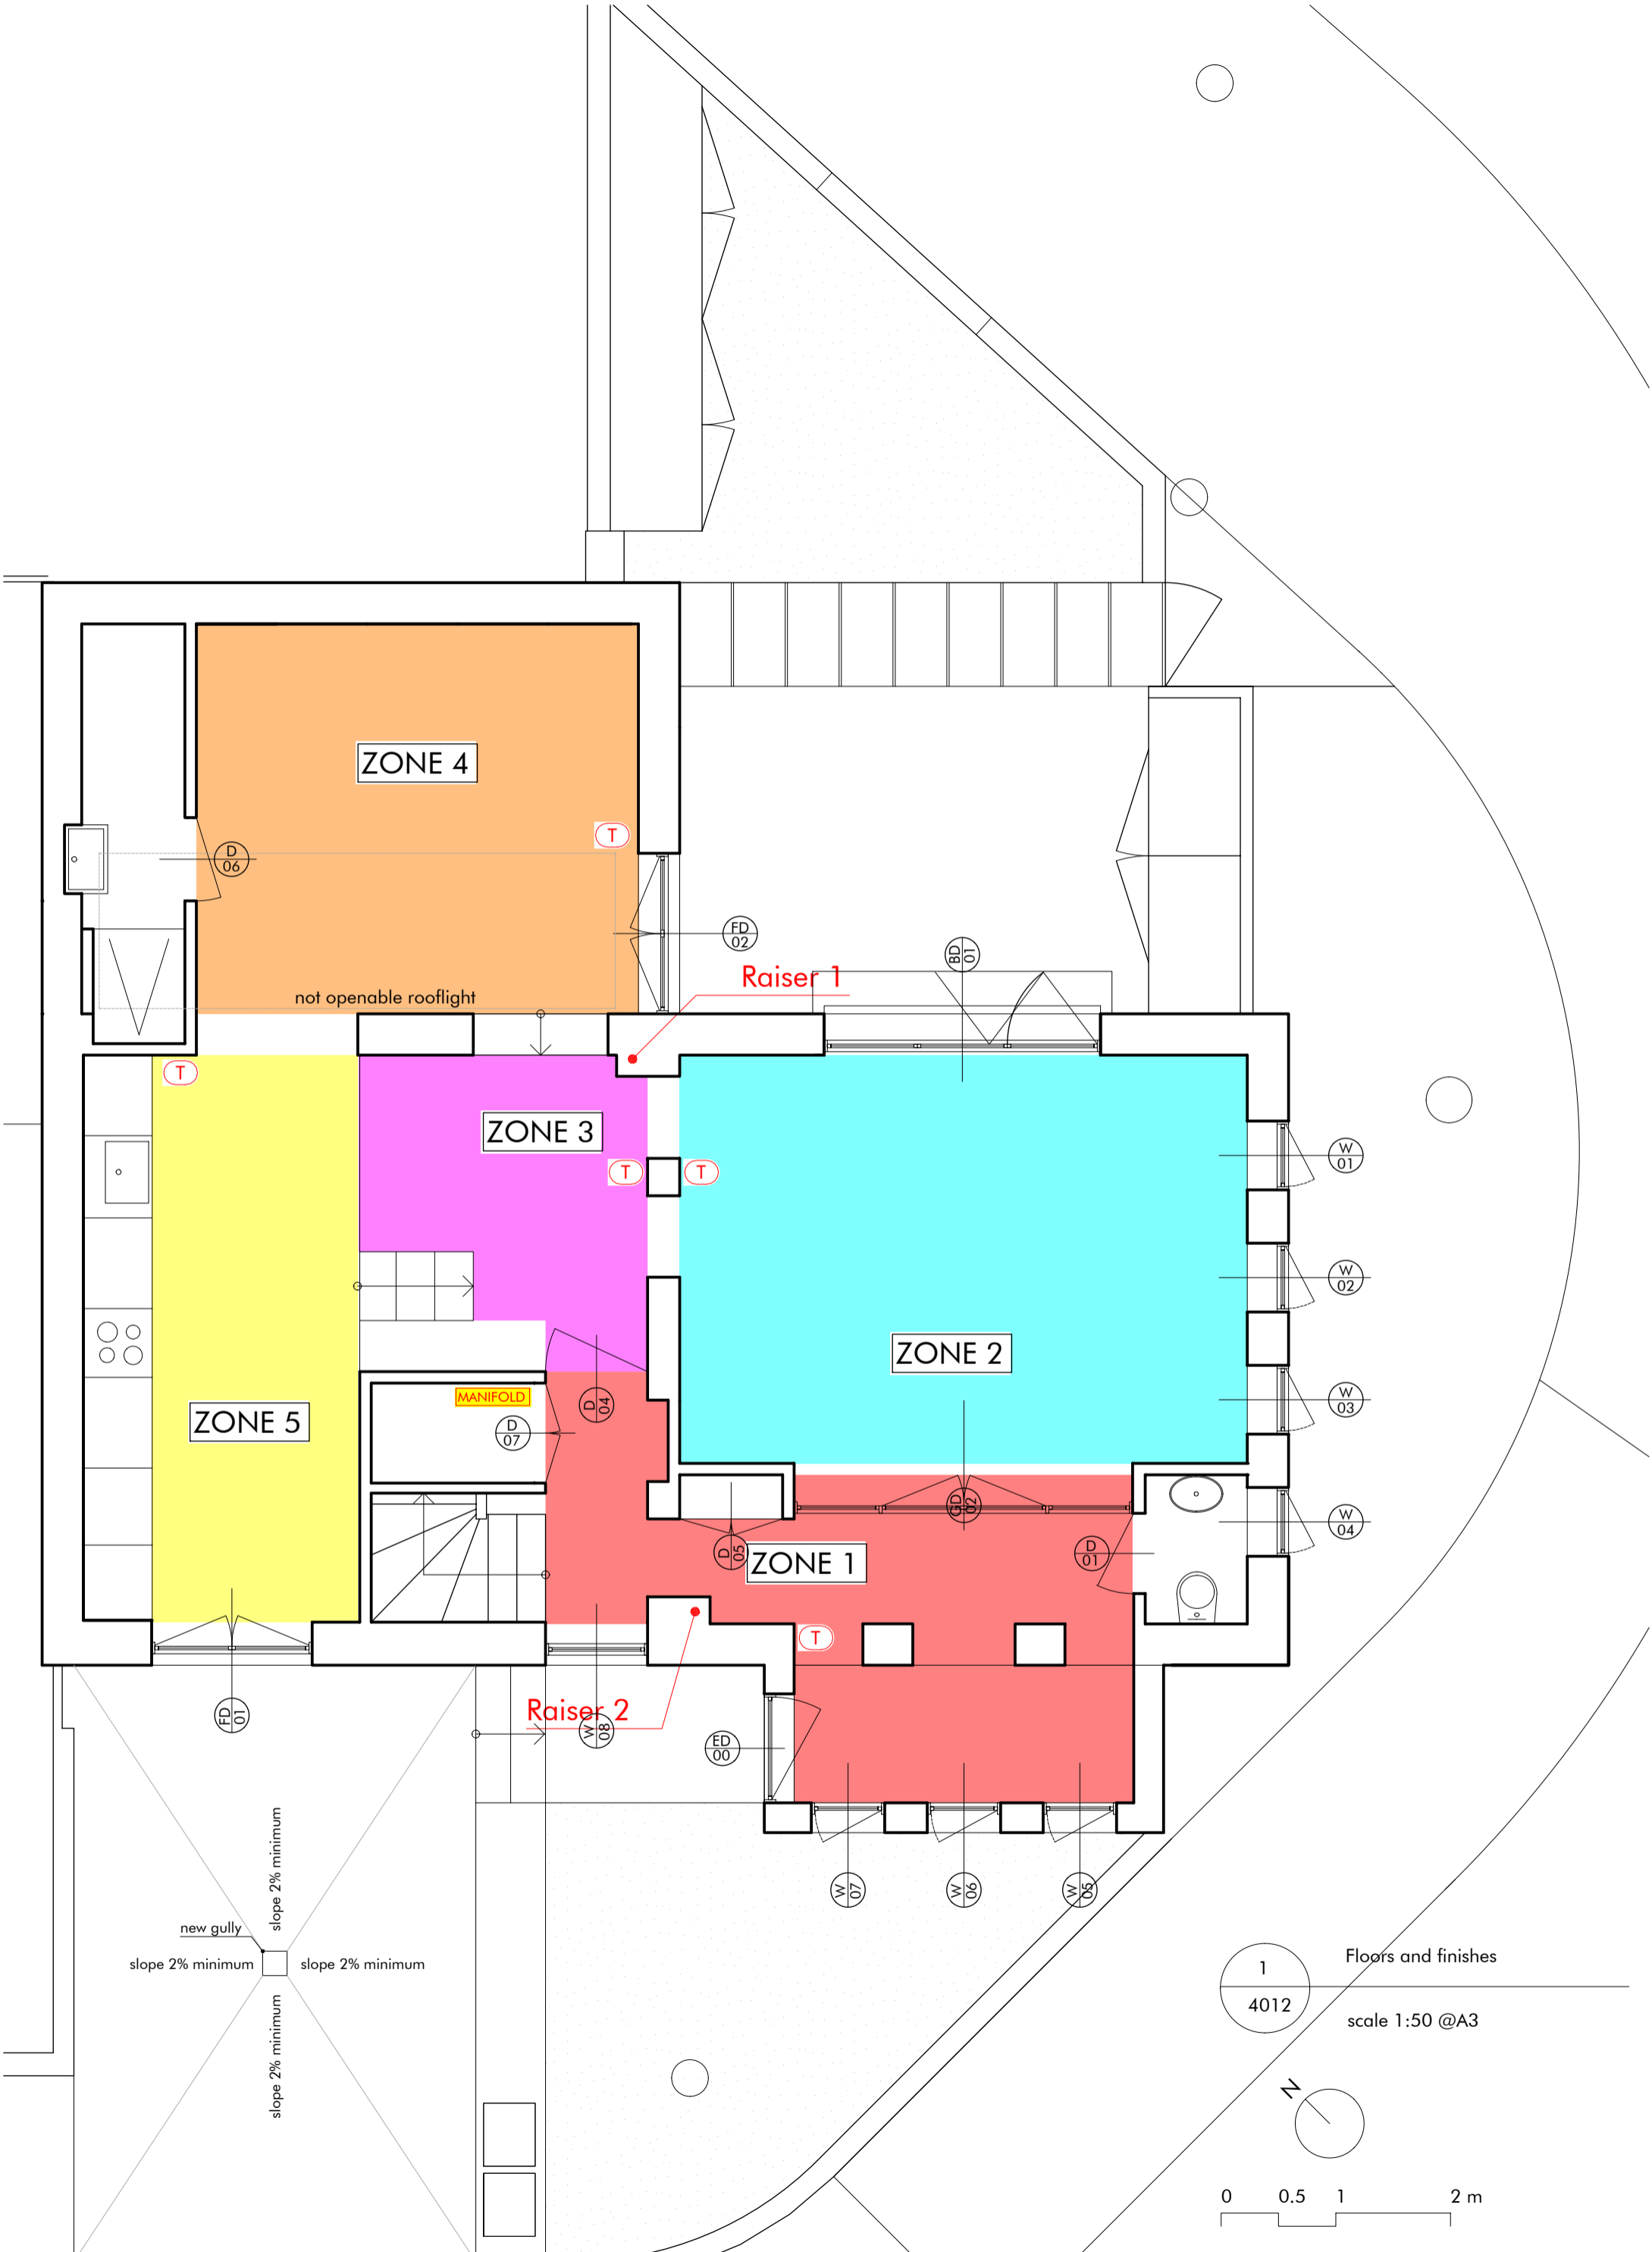 ZONE 4
T
D
06
FD
02
BD
01
Raiser 1
not openable rooflight
T
ZONE 3
T
T
W
01
W
02
ZONE 2
MANIFOLD
D
04
W
03
ZONE 5
D
07
GD
02
W
04
D
05
ZONE 1
D
01
T
Raiser 2
FD
01
W
08
ED
00
slope 2% minimum
W
07
W
06
W
05
new gully
slope 2% minimum
slope 2% minimum
slope 2% minimum
1
4012
Floors and finishes
scale 1:50 @A3
N
0 0.5 1 2 m